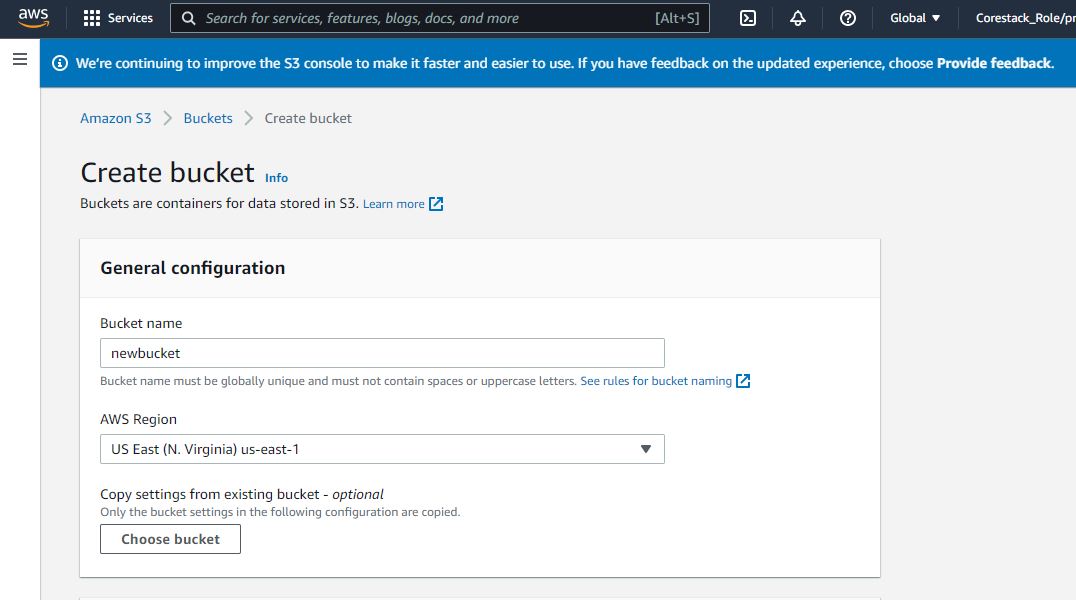 aws Services Search for services, features, blogs, docs, and more [Alt+S] Global Corestack_Role/pr
We're continuing to improve the S3 console to make it faster and easier to use. If you have feedback on the updated experience, choose Provide feedback.
Amazon S3 Buckets Create bucket
Create bucket Info
Buckets are containers for data stored in S3. Learn more
General configuration
Bucket name
newbucket
Bucket name must be globally unique and must not contain spaces or uppercase letters. See rules for bucket naming
AWS Region
US East (N. Virginia) us-east-1
Copy settings from existing bucket - optional
Only the bucket settings in the following configuration are copied.
Choose bucket